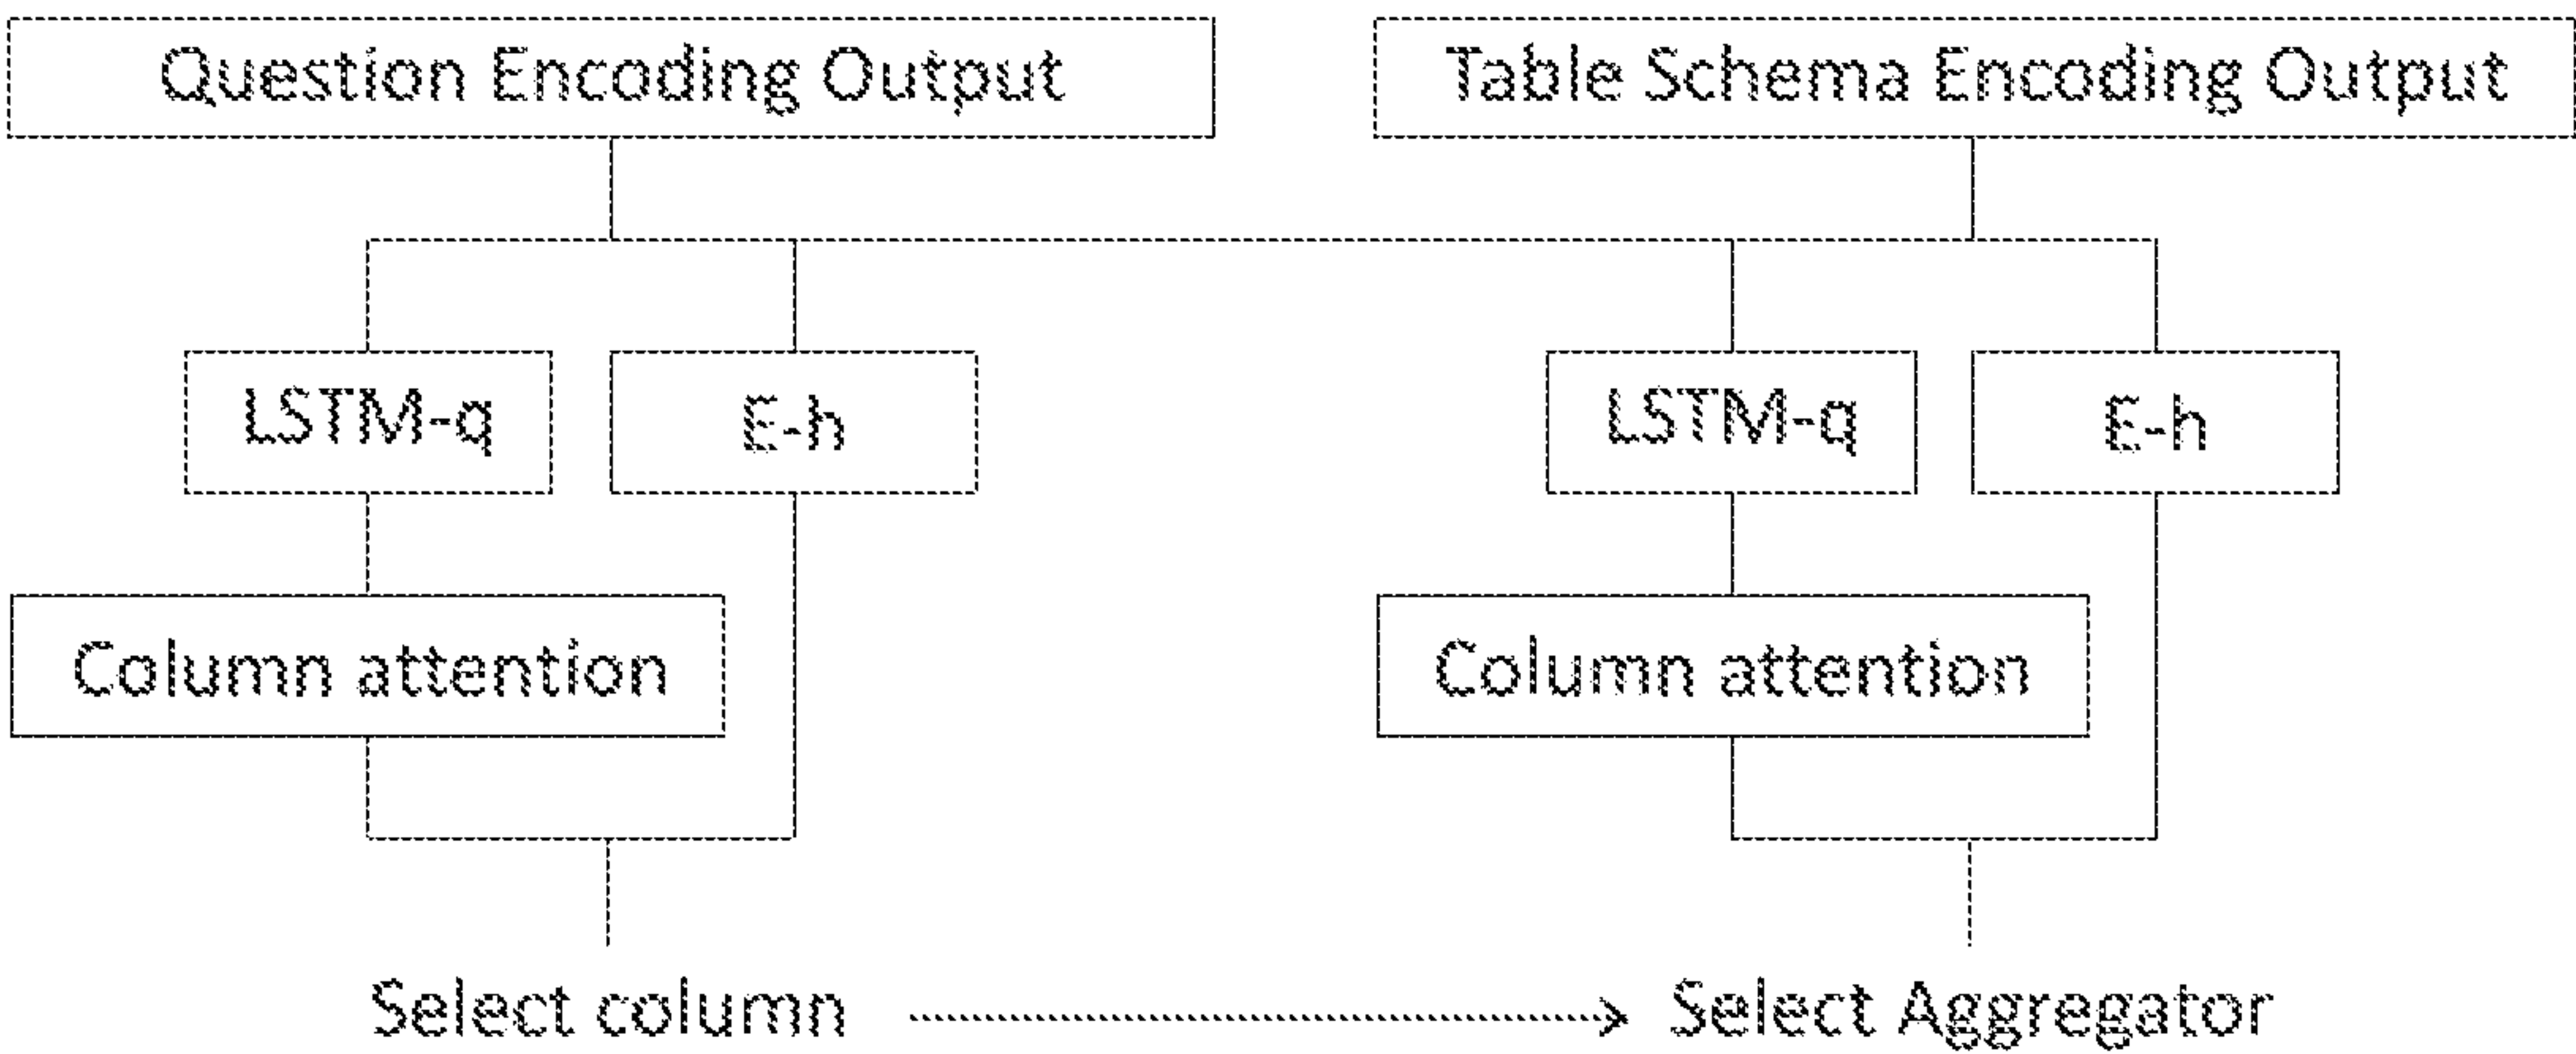 Question Encoding Output
Table Schema Encoding Output
LSTM-q
E-h
LSTM-q
E-h
Column attention
Column attention
Select column
Select Aggregator